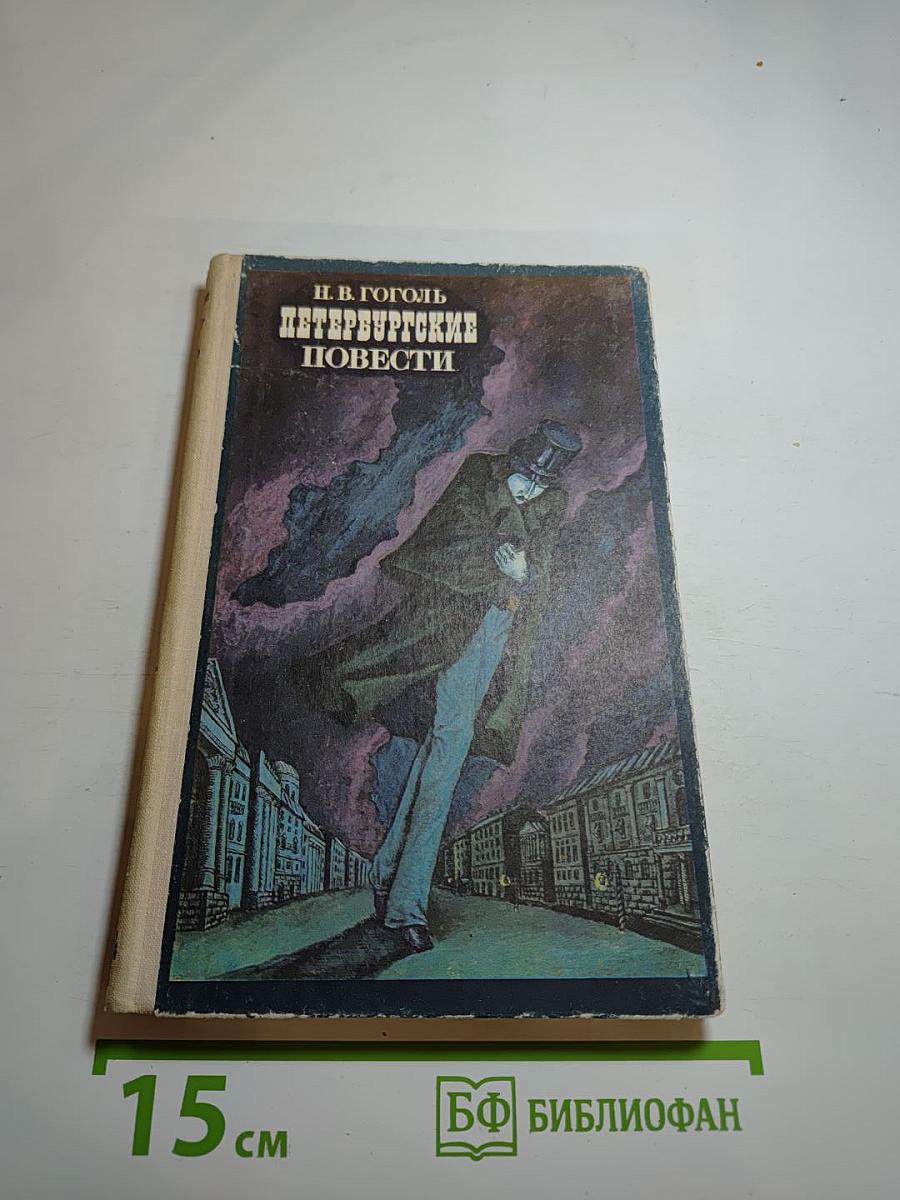 Н. В. ГОГОЛЬ
ПЕТЕРБУРГСКИЕ
ПОВЕСТИ
15 см
БФ БИБЛИОФАН